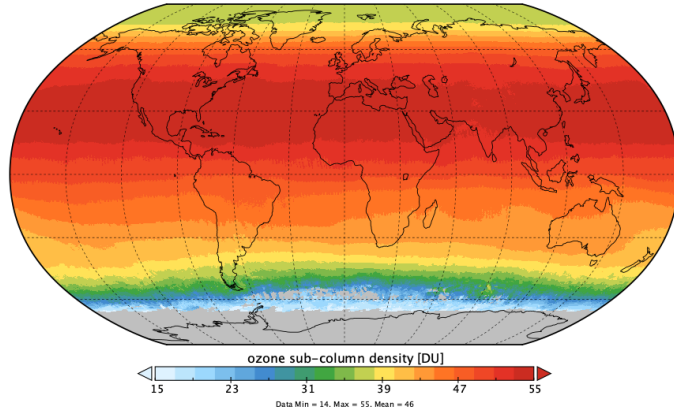 ozone sub-column density [DU]
15 23 31 39 47 55
Data Min = 14, Max = 55, Mean = 46